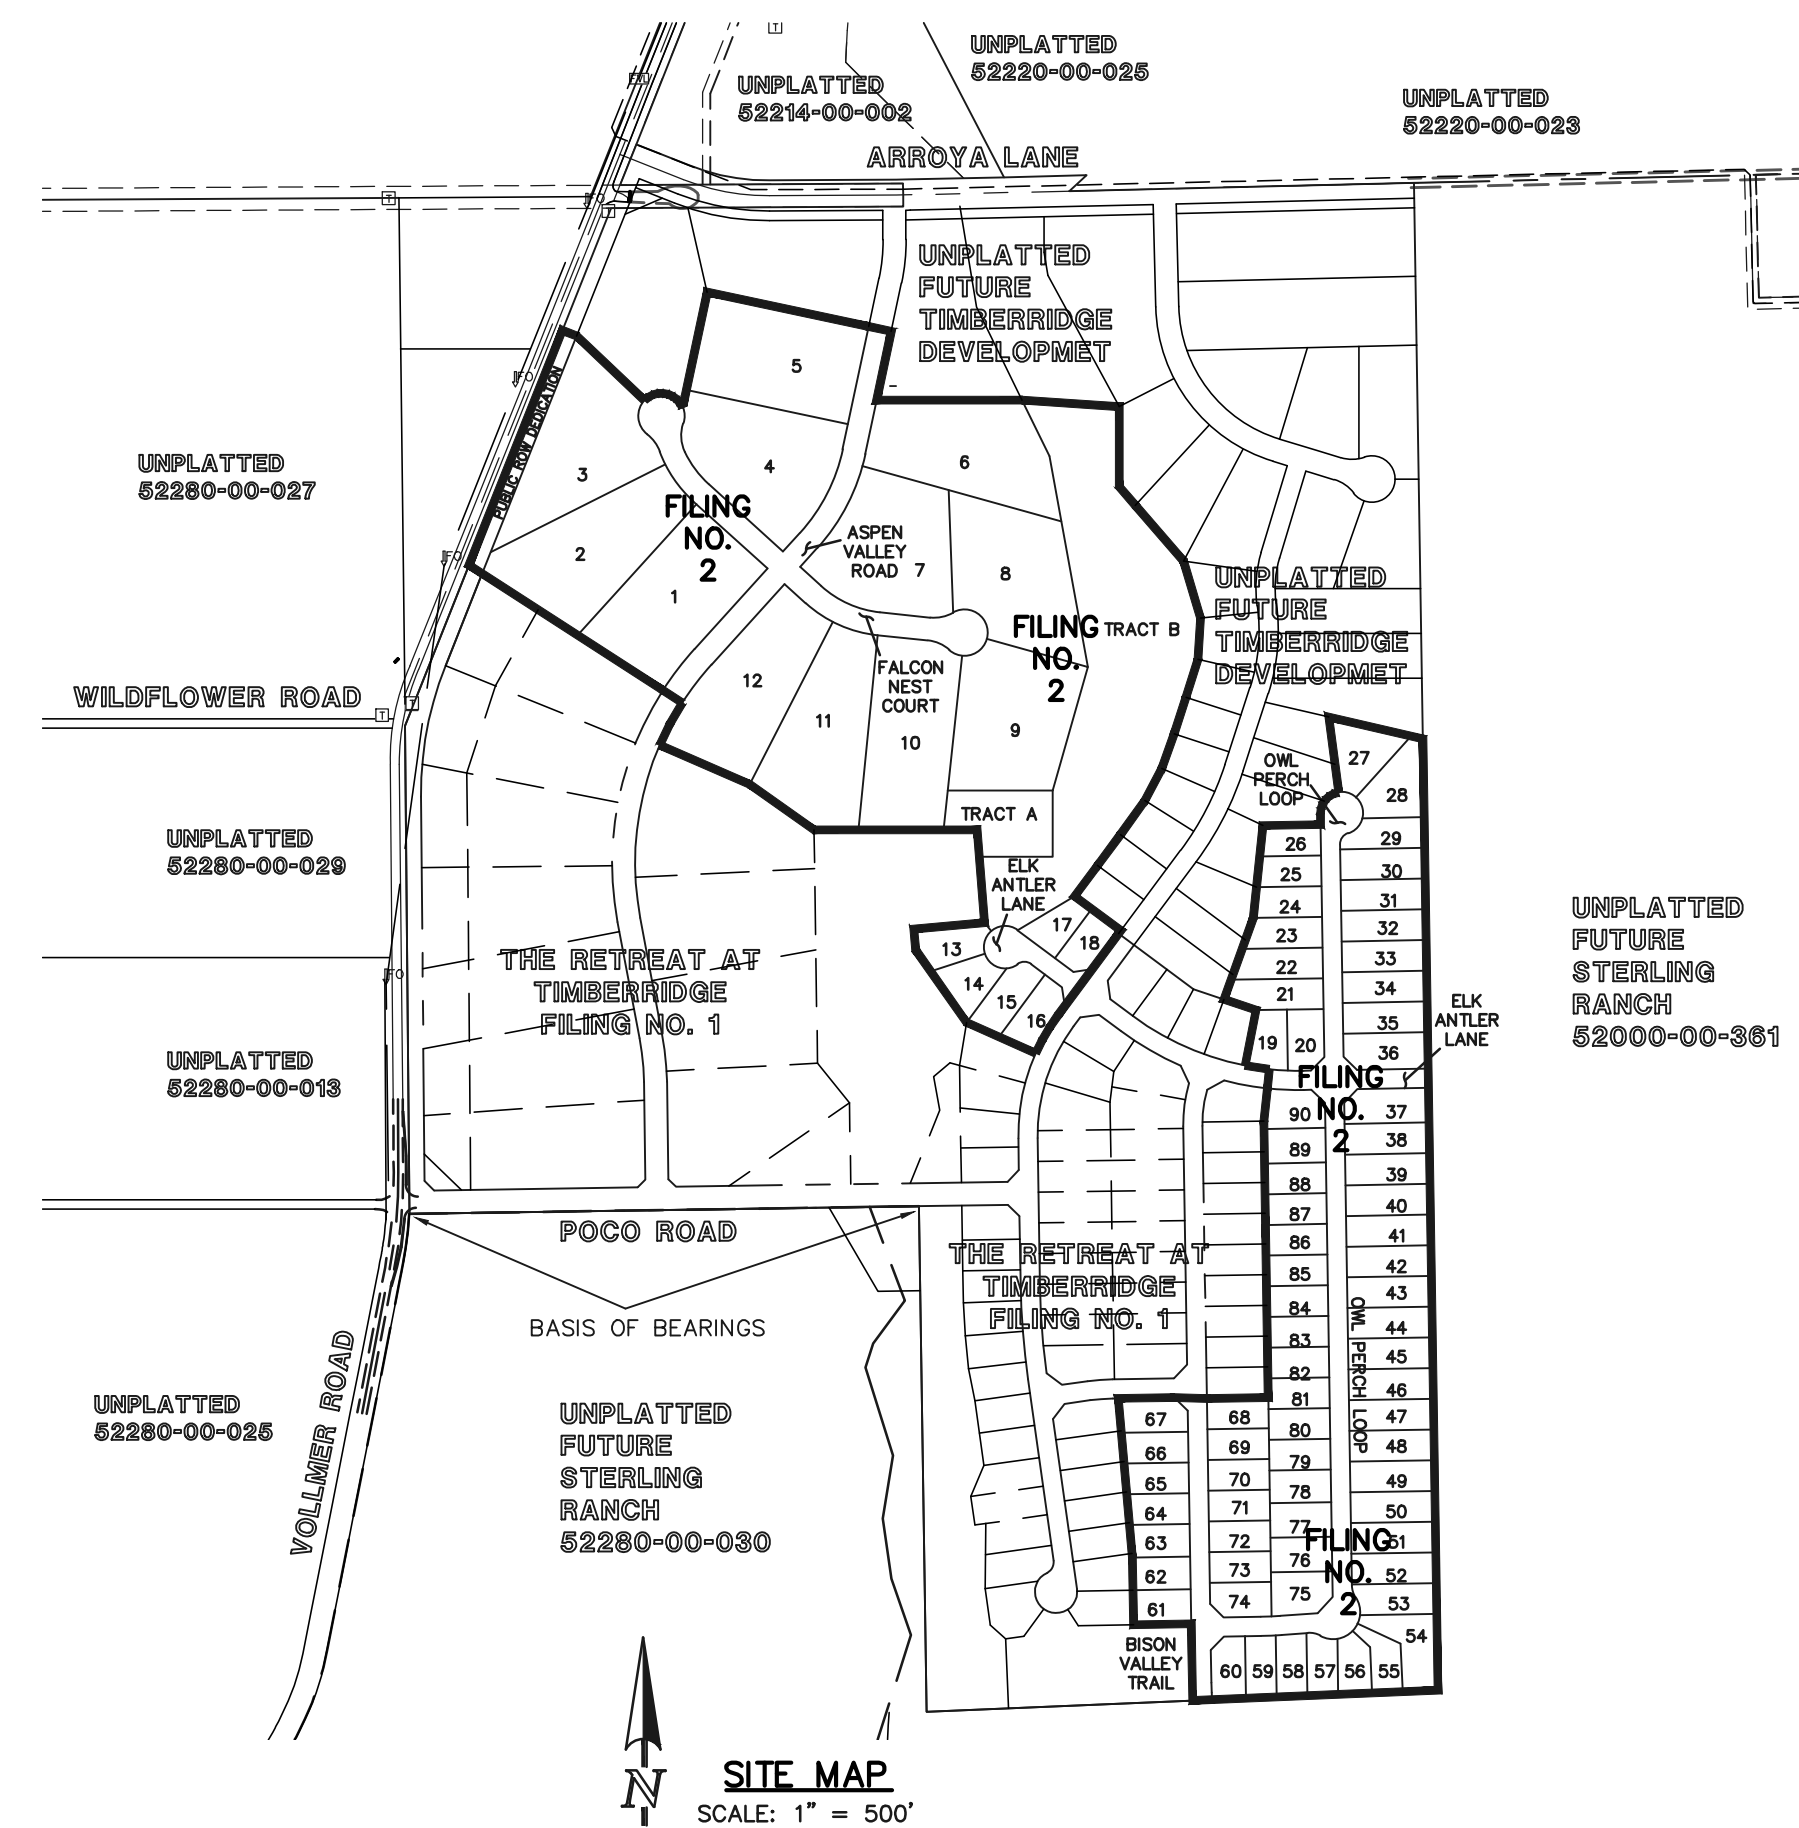 UNPLATTED
52220-00-025
UNPLATTED
52214-00-002
UNPLATTED
52220-00-023
ARROYA LANE
T
T
T
FO
UNPLATTED
FUTURE
TIMBERRIDGE
DEVELOPMET
5
FO
PUBLIC ROW DEDICATION
UNPLATTED
52280-00-027
3
4
6
FILING
NO.
2
ASPEN
VALLEY
ROAD
7
8
2
1
FO
UNPLATTED
FUTURE
TIMBERRIDGE
DEVELOPMET
FILING
NO.
2
TRACT B
FALCON
NEST
COURT
12
11
10
9
WILDFLOWER ROAD
T
T
OWL
PERCH
LOOP
27
28
TRACT A
UNPLATTED
52280-00-029
ELK
ANTLER
LANE
26
25
24
23
22
21
19
20
29
30
31
32
33
34
35
36
UNPLATTED
FUTURE
STERLING
RANCH
52000-00-361
ELK
ANTLER
LANE
17
18
13
14
15
16
THE RETREAT AT
TIMBERRIDGE
FILING NO. 1
FO
UNPLATTED
52280-00-013
FILING
NO.
2
90
89
88
87
86
85
84
83
82
81
80
79
78
77
76
75
37
38
39
40
41
42
43
44
45
46
47
48
49
50
51
52
53
54
OWL PERCH LOOP
POCO ROAD
BASIS OF BEARINGS
THE RETREAT AT
TIMBERRIDGE
FILING NO. 1
VOLLMER ROAD
UNPLATTED
52280-00-025
UNPLATTED
FUTURE
STERLING
RANCH
52280-00-030
67
66
65
64
63
62
61
68
69
70
71
72
73
74
FILING
NO.
2
BISON
VALLEY
TRAIL
60
59
58
57
56
55
N
SITE MAP
SCALE: 1" = 500'